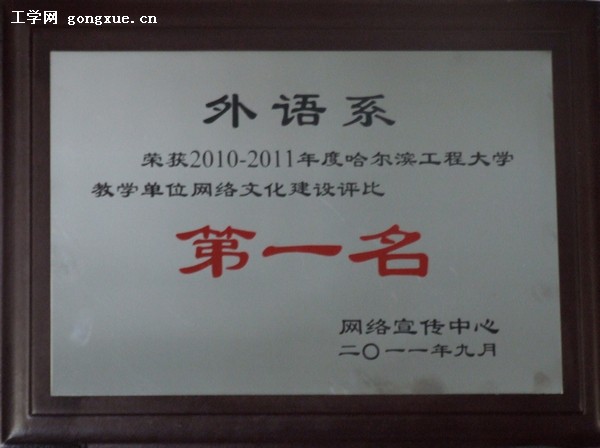 工学网 gongxue.cn
外语系
荣获2010-2011年度哈尔滨工程大学
教学单位网络文化建设评比
第一名
网络宣传中心
二〇一一年九月